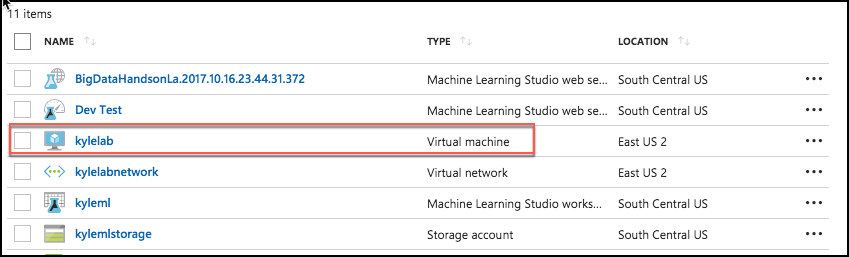 11 items
NAME TYPE LOCATION
BigDataHandsonLa.2017.10.16.23.44.31.372 Machine Learning Studio web se... South Central US
Dev Test Machine Learning Studio web se... South Central US
kylelab Virtual machine East US 2
kylelabnetwork Virtual network East US 2
kyleml Machine Learning Studio works... South Central US
kylemlstorage Storage account South Central US